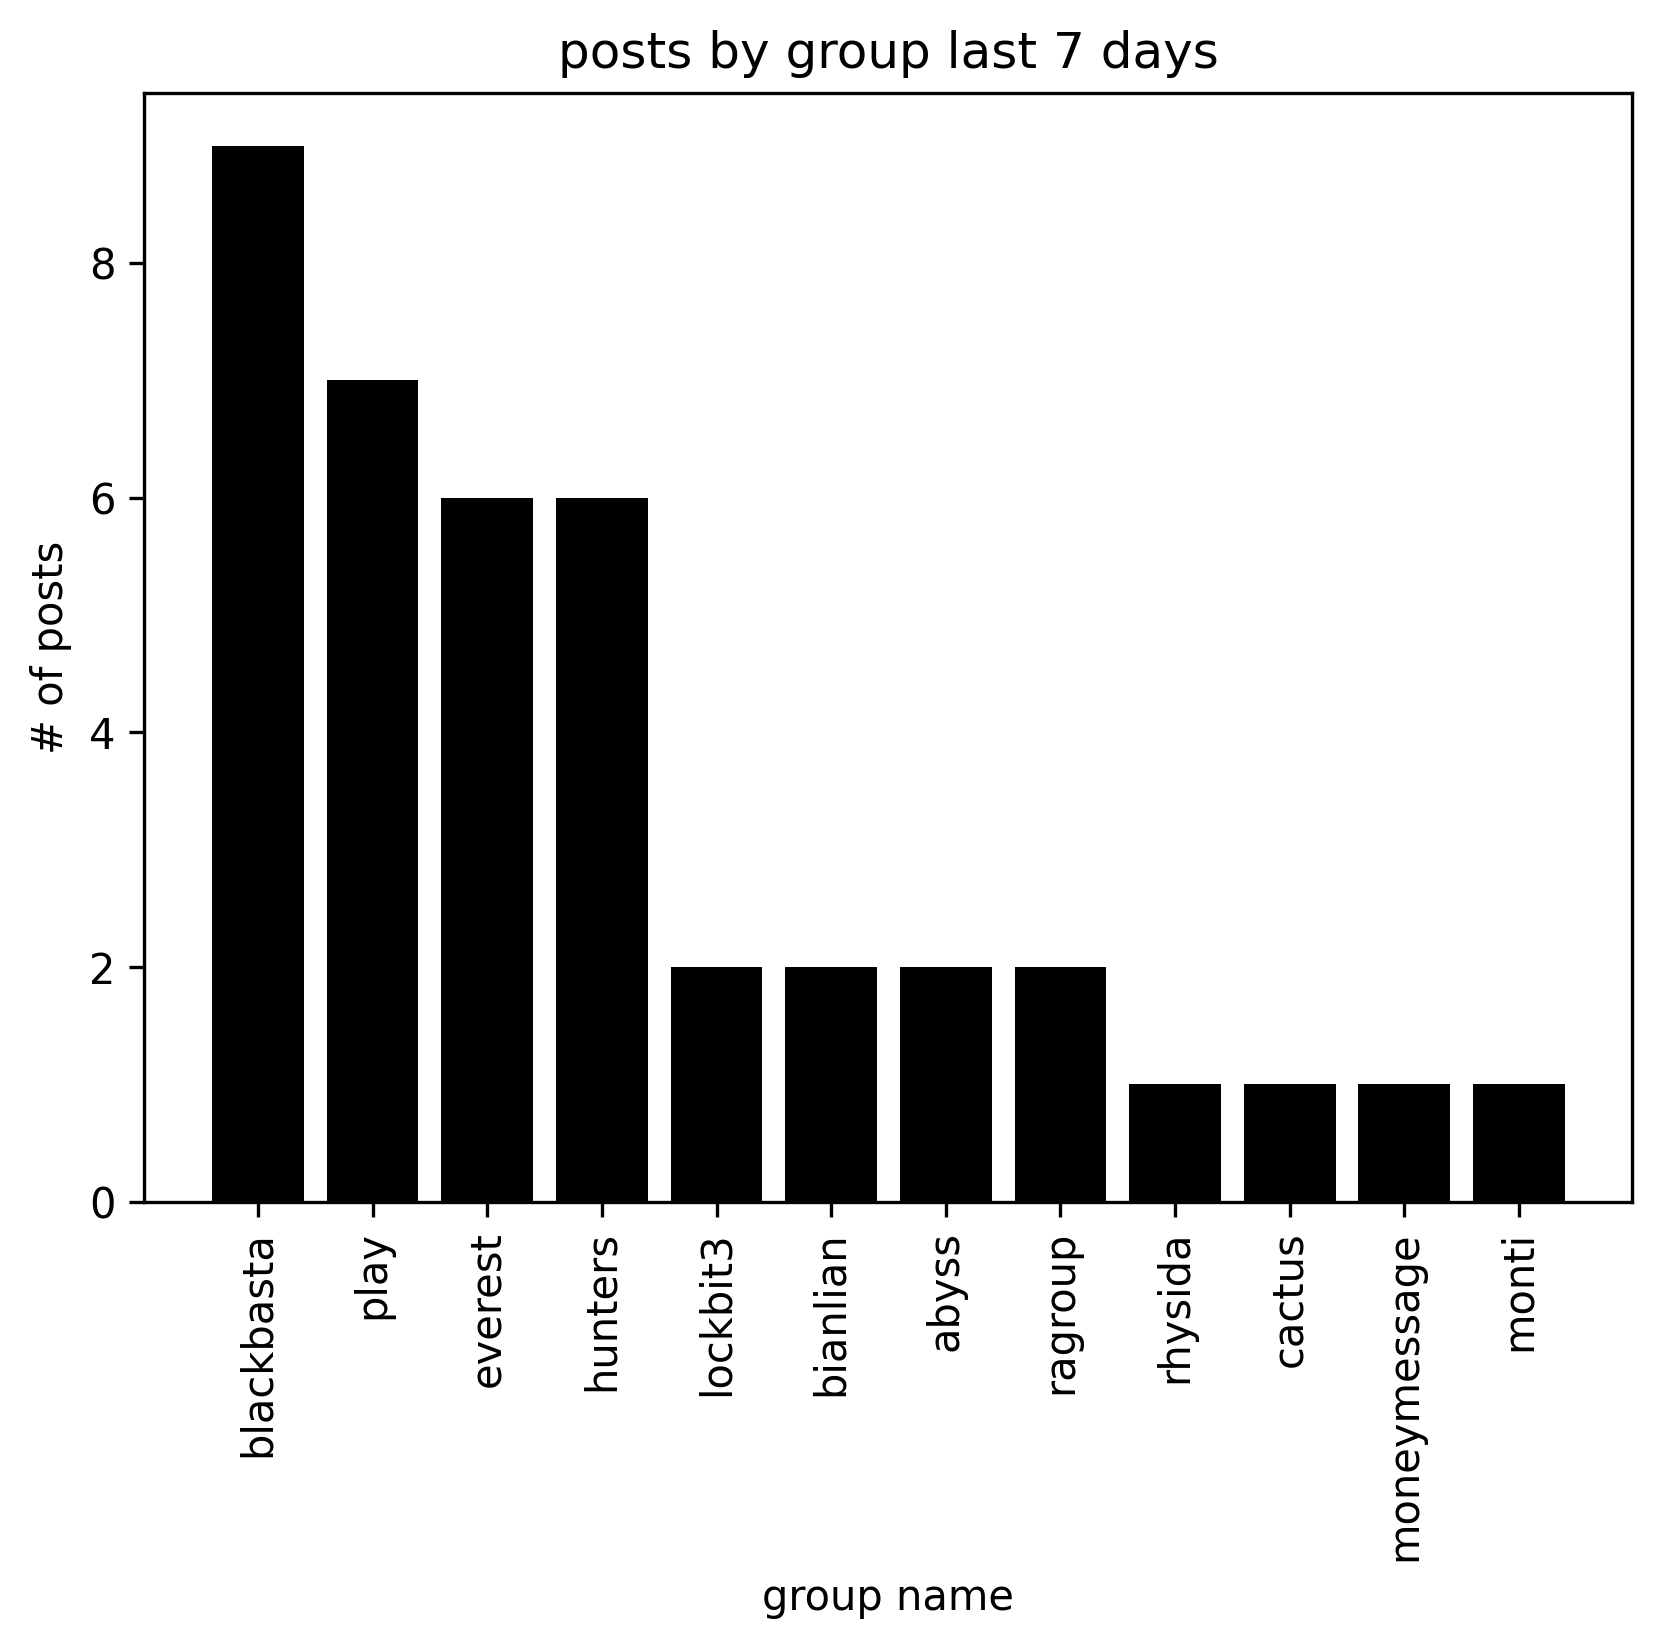 posts by group last 7 days
# of posts
8
6
4
2
0
blackbasta
play
everest
hunters
lockbit3
bianlian
abyss
ragroup
rhysida
cactus
moneymessage
monti
group name